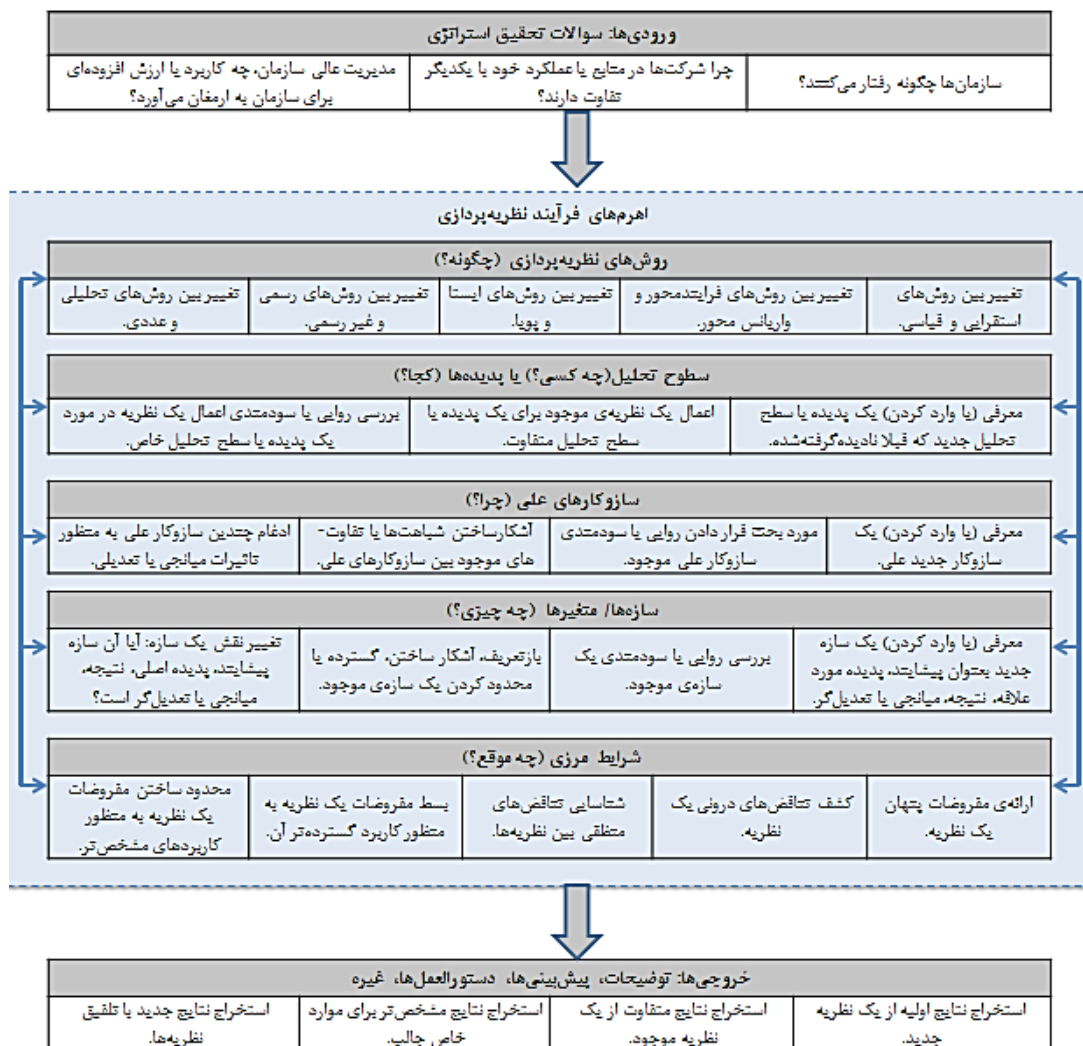 ورودی‌ها: سوالات تحقیق استراتژی
سازمان‌ها چگونه رفتار می‌کنند؟
چرا شرکت‌ها در منابع یا عملکرد خود با یکدیگر
تفاوت دارند؟
مدیریت عالی سازمان، چه کاربرد یا ارزش افزوده‌ای
برای سازمان به ارمغان می‌آورد؟
اهرم‌های فرآیند نظریه‌پردازی
روش‌های نظریه‌پردازی (چگونه؟)
تغییر بین روش‌های
استقرایی و قیاسی.
تغییر بین روش‌های فرایندمحور و
واریانس محور.
تغییر بین روش‌های ایستا
و پویا.
تغییر بین روش‌های رسمی
و غیر رسمی.
تغییر بین روش‌های تحلیلی
و عددی.
سطوح تحلیل(چه کسی؟) یا پدیده‌ها (کجا؟)
معرفی (یا وارد کردن) یک پدیده یا سطح
تحلیل جدید که قبلا نادیده‌گرفته‌شده.
اعمال یک نظریه‌ی موجود برای یک پدیده یا
سطح تحلیل متفاوت.
بررسی روایی یا سودمندی اعمال یک نظریه در مورد
یک پدیده یا سطح تحلیل خاص.
سازوکارهای علی (چرا؟)
معرفی (یا وارد کردن) یک
سازوکار جدید علی.
مورد بحث قرار دادن روایی یا سودمندی
سازوکار علی موجود.
آشکارساختن شباهت‌ها یا تفاوت-
های موجود بین سازوکارهای علی.
ادغام چندین سازوکار علی به منظور
تاثیرات میانجی یا تعدیلی.
سازه‌ها/ متغیرها (چه چیزی؟)
معرفی (یا وارد کردن) یک سازه
جدید بعنوان پیشایند، پدیده مورد
علاقه، نتیجه، میانجی یا تعدیل‌گر.
بررسی روایی یا سودمندی یک
سازه‌ی موجود.
بازتعریف، آشکار ساختن، گسترده یا
محدود کردن یک سازه‌ی موجود.
تغییر نقش یک سازه: آیا آن سازه
پیشایند، پدیده اصلی، نتیجه،
میانجی یا تعدیل‌گر است؟
شرایط مرزی (چه موقع؟)
ارائه‌ی مفروضات پنهان
یک نظریه.
کشف تناقض‌های درونی یک
نظریه.
شناسایی تناقض‌های
منطقی بین نظریه‌ها.
بسط مفروضات یک نظریه به
منظور کاربرد گسترده‌تر آن.
محدود ساختن مفروضات
یک نظریه به منظور
کاربردهای مشخص‌تر.
خروجی‌ها: توضیحات، پیش‌بینی‌ها، دستورالعمل‌ها، غیره
استخراج نتایج اولیه از یک نظریه
جدید.
استخراج نتایج متفاوت از یک
نظریه موجود.
استخراج نتایج مشخص‌تر برای موارد
خاص جالب.
استخراج نتایج جدید با تلفیق
نظریه‌ها.